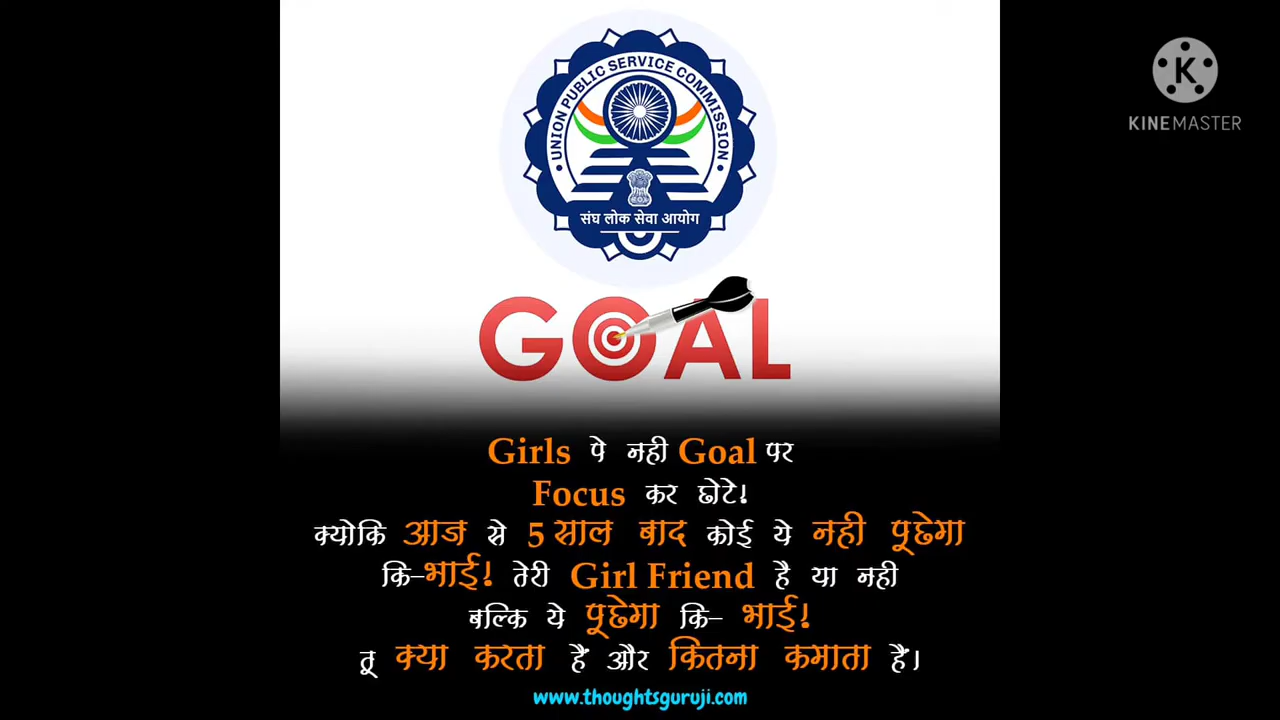 UNION PUBLIC SERVICE COMMISSION
संघ लोक सेवा आयोग
K
KINEMASTER
GOAL
Girls पे नही Goal पर
Focus कर छोटे!
क्योकि आज से 5 साल बाद कोई ये नही पूछेगा
कि-भाई! तेरी Girl Friend है या नही
बल्कि ये पूछेगा कि- भाई!
तू क्या करता है और कितना कमाता है।
www.thoughtsguruji.com